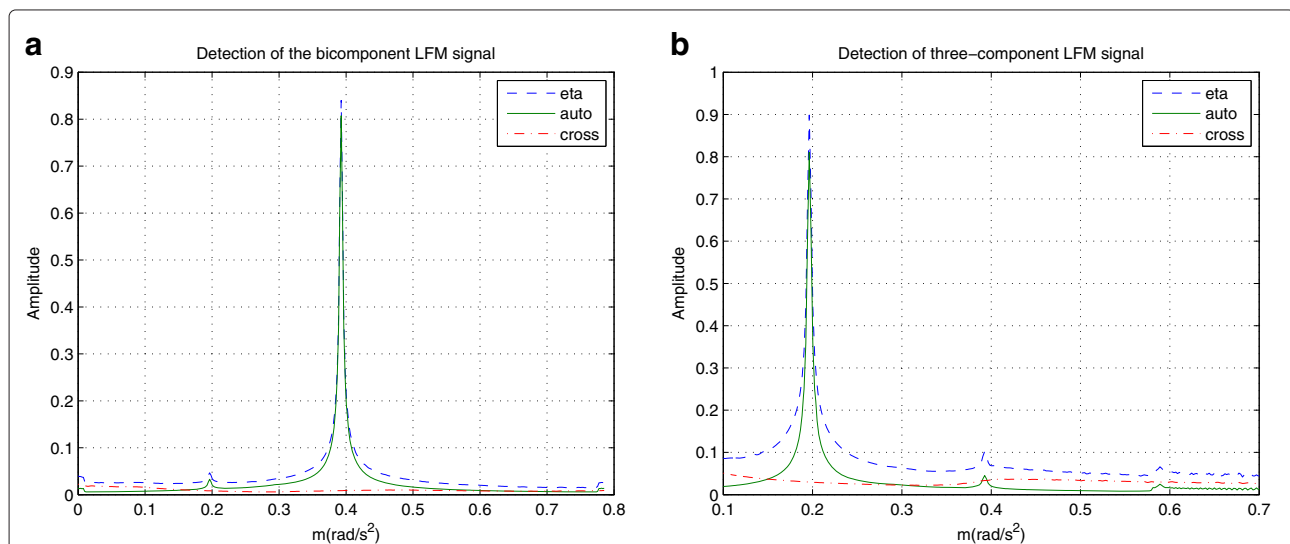 a
Detection of the bicomponent LFM signal
0.9
0.8
0.7
0.6
0.5
0.4
0.3
0.2
0.1
0
Amplitude
eta
auto
cross
0 0.1 0.2 0.3 0.4 0.5 0.6 0.7 0.8
m(rad/s²)
b
Detection of three−component LFM signal
1
0.9
0.8
0.7
0.6
0.5
0.4
0.3
0.2
0.1
0
Amplitude
eta
auto
cross
0.1 0.2 0.3 0.4 0.5 0.6 0.7
m(rad/s²)